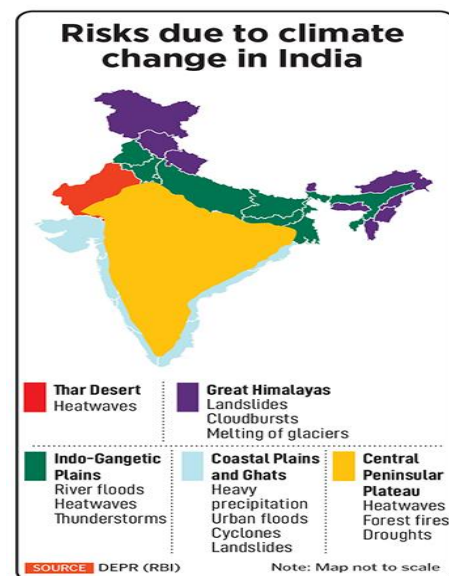 Risks due to climate
change in India
Thar Desert
Heatwaves
Great Himalayas
Landslides
Cloudbursts
Melting of glaciers
Indo-Gangetic
Plains
River floods
Heatwaves
Thunderstorms
Coastal Plains
and Ghats
Heavy
precipitation
Urban floods
Cyclones
Landslides
Central
Peninsular
Plateau
Heatwaves
Forest fires
Droughts
SOURCE DEPR (RBI)
Note: Map not to scale